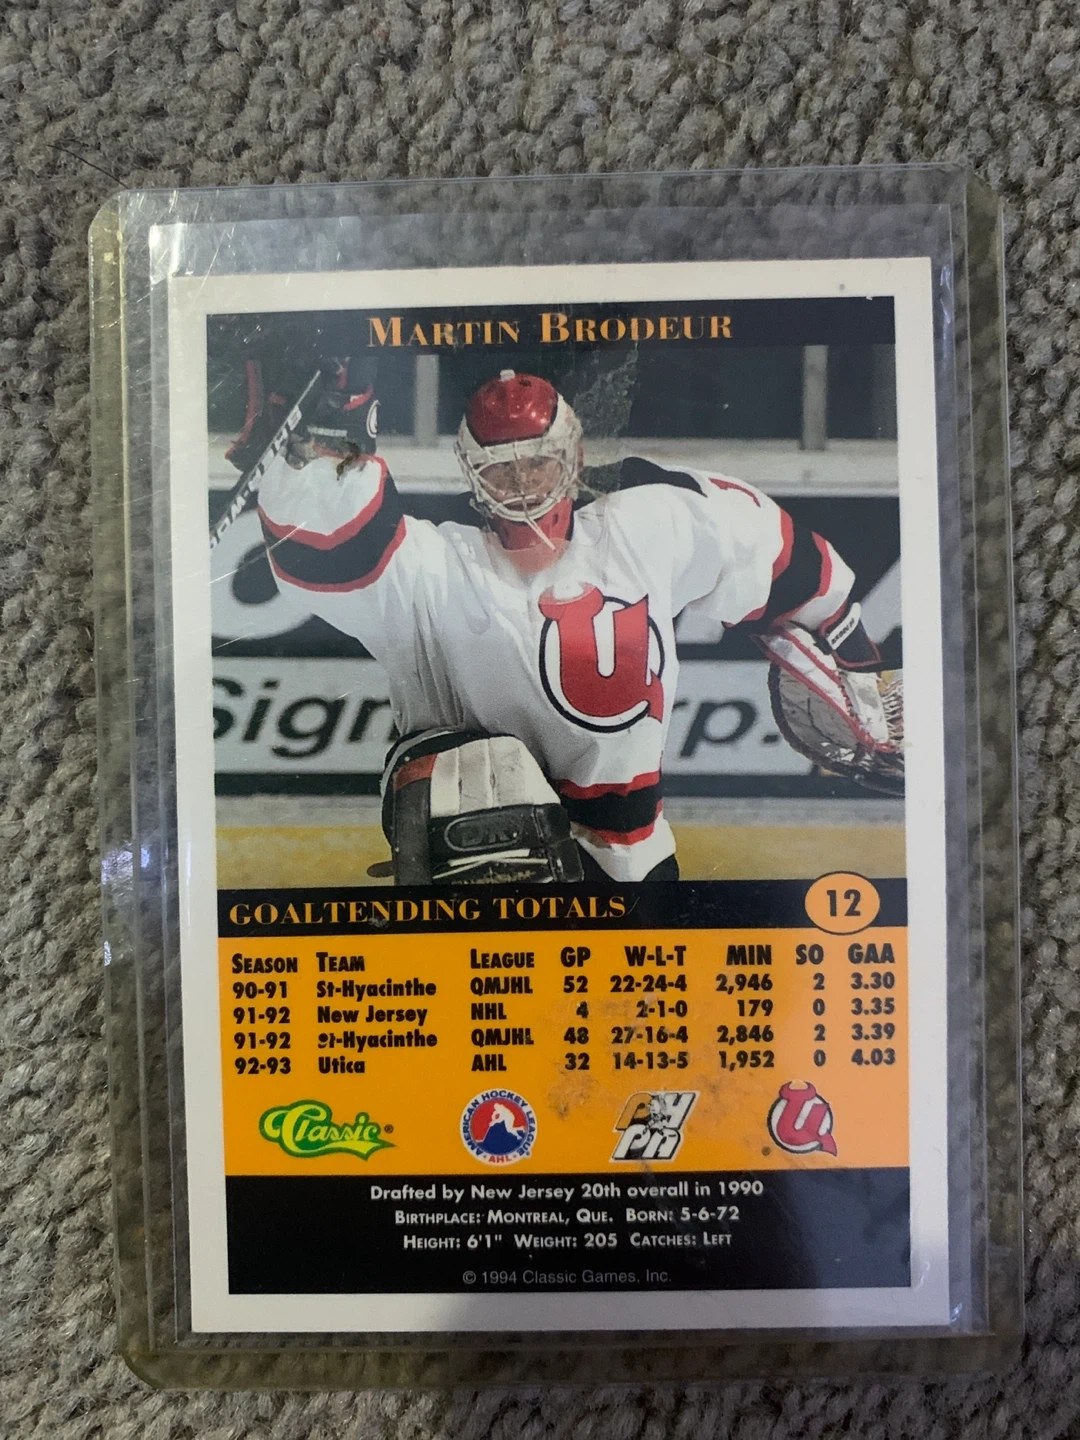 MARTIN BRODEUR
Sign rp.
GOALTENDING TOTALS 12
SEASON TEAM LEAGUE GP W-L-T MIN SO GAA
90-91 St-Hyacinthe QMJHL 52 22-24-4 2,946 2 3.30
91-92 New Jersey NHL 4 2-1-0 179 0 3.35
91-92 St-Hyacinthe QMJHL 48 27-16-4 2,846 2 3.39
92-93 Utica AHL 32 14-13-5 1,952 0 4.03
Classic® AMERICAN HOCKEY LEAGUE AHL ®
Drafted by New Jersey 20th overall in 1990
BIRTHPLACE: MONTREAL, QUE. BORN: 5-6-72
HEIGHT: 6'1" WEIGHT: 205 CATCHES: LEFT
© 1994 Classic Games, Inc.